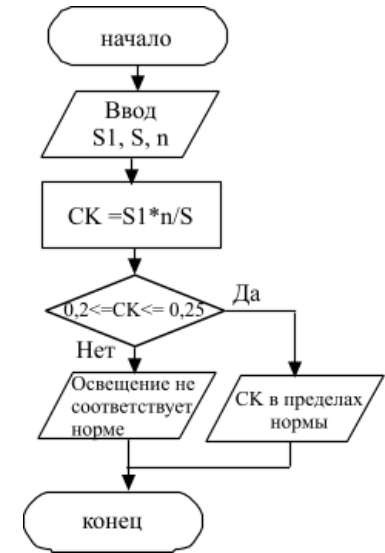 начало
Ввод
S1, S, n
CK =S1*n/S
0,2<=CK<= 0,25
Да
Нет
Освещение не
соответствует
норме
СК в пределах
нормы
конец